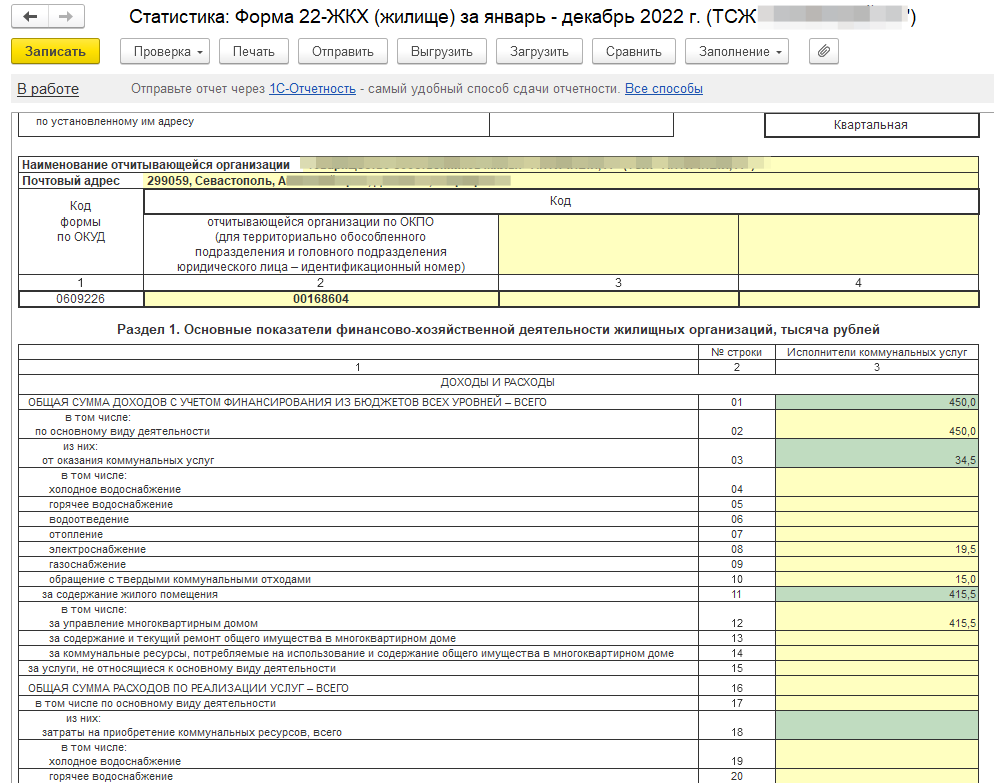 Статистика: Форма 22-ЖКХ (жилище) за январь - декабрь 2022 г. (ТСЖ ")
Записать Проверка Печать Отправить Выгрузить Загрузить Сравнить Заполнение
В работе Отправьте отчет через 1С-Отчетность - самый удобный способ сдачи отчетности. Все способы
по установленному им адресу
Квартальная
Наименование отчитывающейся организации
Почтовый адрес 299059, Севастополь, А
Код
формы
по ОКУД
Код
отчитывающейся организации по ОКПО
(для территориально обособленного
подразделения и головного подразделения
юридического лица – идентификационный номер)
1 2 3 4
0609226 00168604
Раздел 1. Основные показатели финансово-хозяйственной деятельности жилищных организаций, тысяча рублей
№ строки Исполнители коммунальных услуг
1 2 3
ДОХОДЫ И РАСХОДЫ
ОБЩАЯ СУММА ДОХОДОВ С УЧЕТОМ ФИНАНСИРОВАНИЯ ИЗ БЮДЖЕТОВ ВСЕХ УРОВНЕЙ – ВСЕГО 01 450,0
в том числе:
по основному виду деятельности 02 450,0
из них:
от оказания коммунальных услуг 03 34,5
в том числе:
холодное водоснабжение 04
горячее водоснабжение 05
водоотведение 06
отопление 07
электроснабжение 08 19,5
газоснабжение 09
обращение с твердыми коммунальными отходами 10 15,0
за содержание жилого помещения 11 415,5
в том числе:
за управление многоквартирным домом 12 415,5
за содержание и текущий ремонт общего имущества в многоквартирном доме 13
за коммунальные ресурсы, потребляемые на использование и содержание общего имущества в многоквартирном доме 14
за услуги, не относящиеся к основному виду деятельности 15
ОБЩАЯ СУММА РАСХОДОВ ПО РЕАЛИЗАЦИИ УСЛУГ – ВСЕГО 16
в том числе по основному виду деятельности 17
из них:
затраты на приобретение коммунальных ресурсов, всего 18
в том числе:
холодное водоснабжение 19
горячее водоснабжение 20